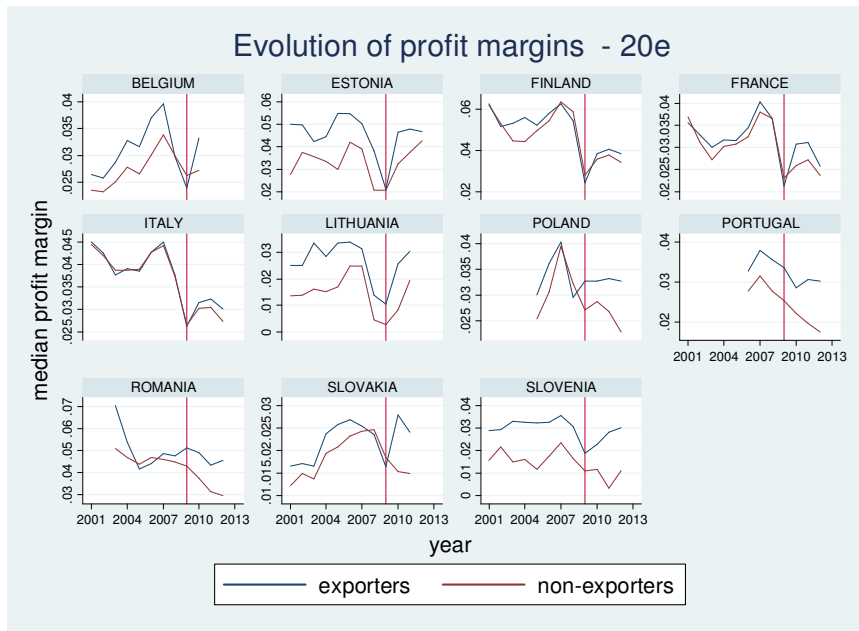 Evolution of profit margins - 20e
BELGIUM
.025 .03 .035 .04
ESTONIA
.02 .03 .04 .05 .06
FINLAND
.02 .04 .06
FRANCE
.025 .03 .035 .04
ITALY
.025 .03 .035 .04 .045
LITHUANIA
0 .01 .02 .03
POLAND
.025 .03 .035 .04
PORTUGAL
.02 .03 .04
2001 2004 2007 2010 2013
ROMANIA
.03 .04 .05 .06 .07
2001 2004 2007 2010 2013
SLOVAKIA
.01 .015 .02 .025 .03
2001 2004 2007 2010 2013
SLOVENIA
0 .01 .02 .03 .04
2001 2004 2007 2010 2013
median profit margin
year
exporters non-exporters